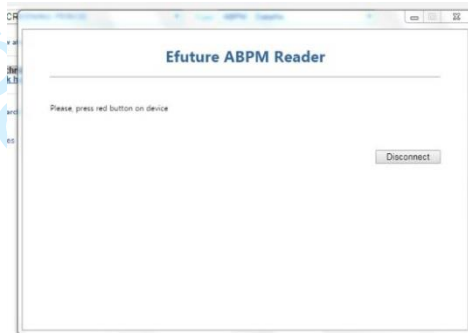 Efuture ABPM Reader
Please, press red button on device
Disconnect